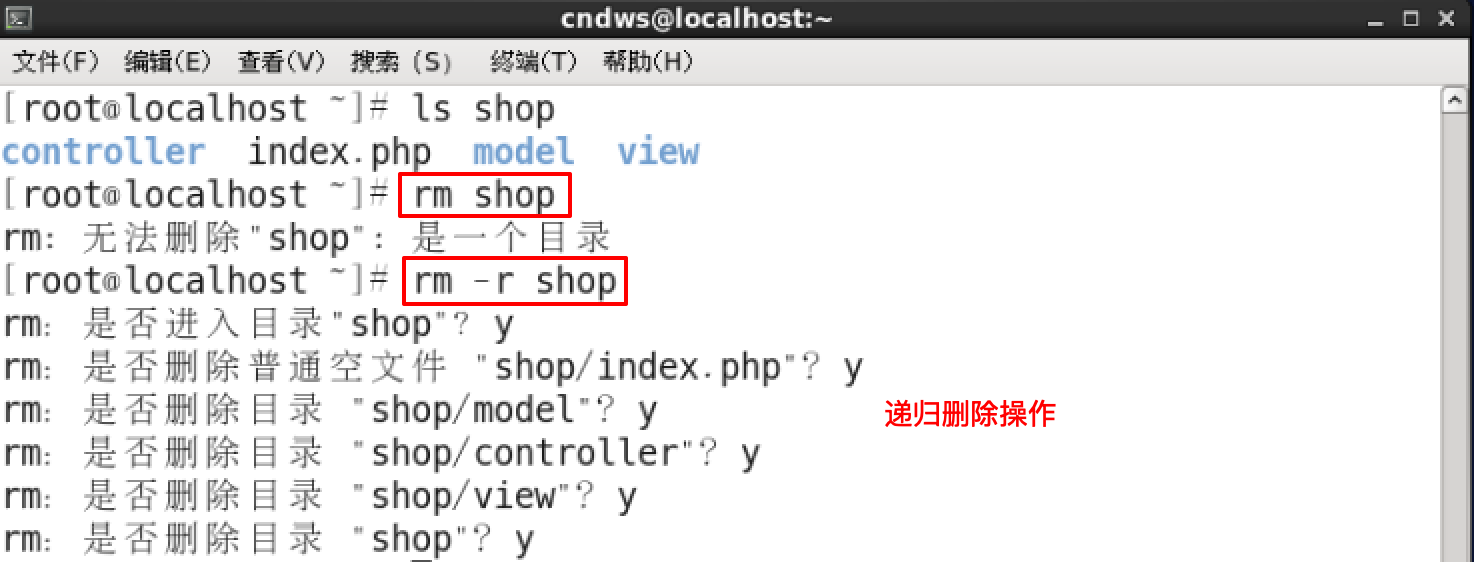 cndws@localhost:~
文件(F) 编辑(E) 查看(V) 搜索 (S) 终端(T) 帮助(H)
[root@localhost ~]# ls shop
controller index.php model view
[root@localhost ~]# rm shop
rm: 无法删除"shop": 是一个目录
[root@localhost ~]# rm -r shop
rm: 是否进入目录"shop"? y
rm: 是否删除普通空文件 "shop/index.php"? y
rm: 是否删除目录 "shop/model"? y
递归删除操作
rm: 是否删除目录 "shop/controller"? y
rm: 是否删除目录 "shop/view"? y
rm: 是否删除目录 "shop"? y